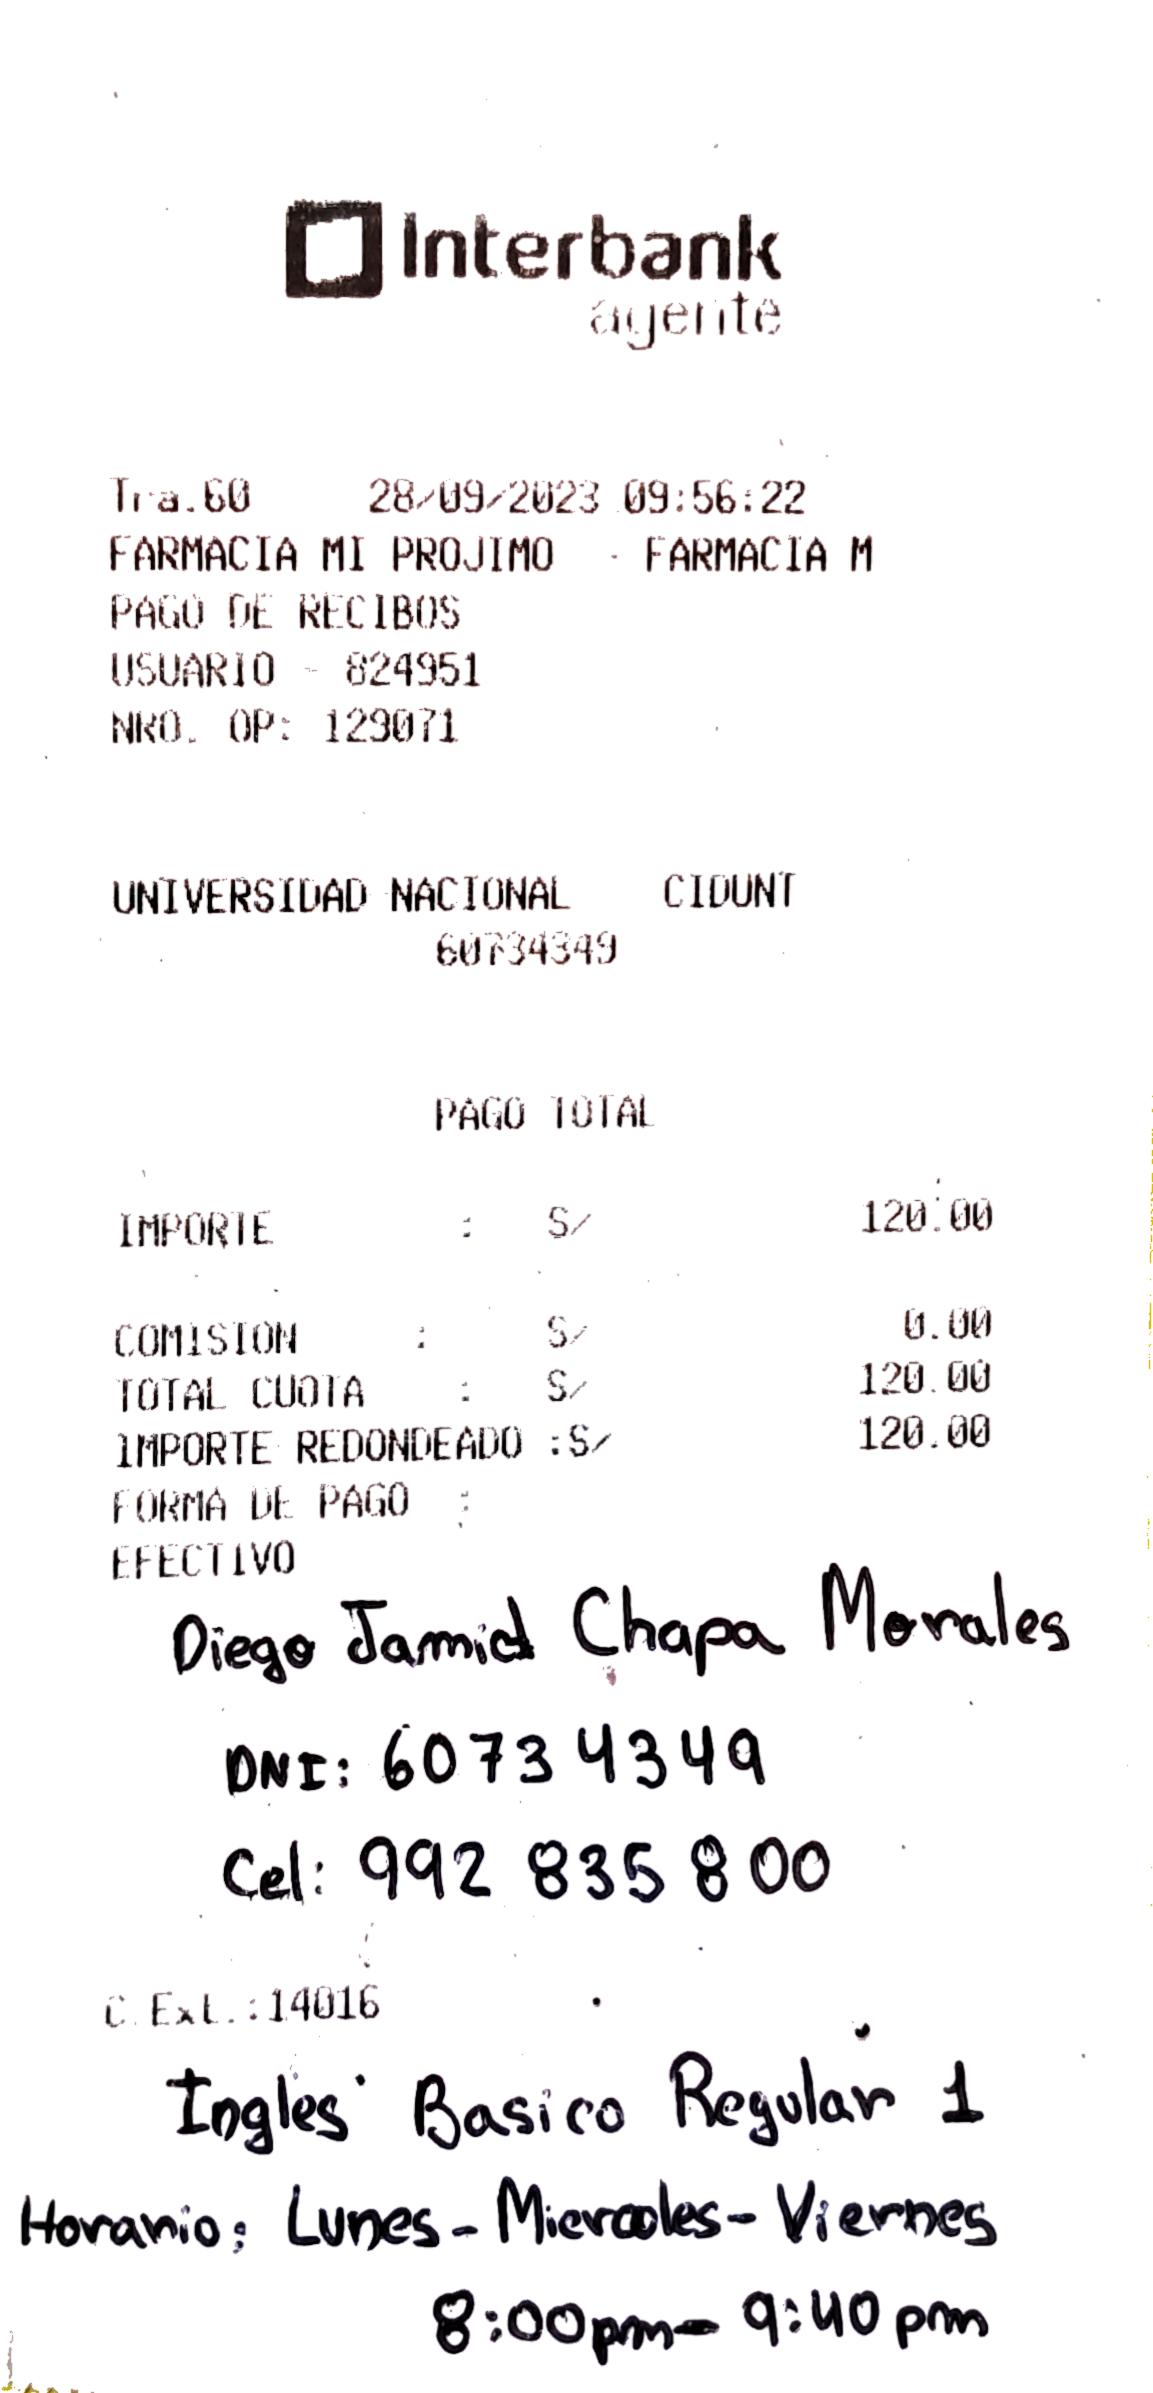 Interbank
agente
Tra.60 28/09/2023 09:56:22
FARMACIA MI PROJIMO - FARMACIA M
PAGO DE RECIBOS
USUARIO - 824951
NRO. OP: 129071
UNIVERSIDAD NACIONAL CIDUNT
60734349
PAGO TOTAL
IMPORTE : S/ 120.00
COMISION : S/ 0.00
TOTAL CUOTA : S/ 120.00
IMPORTE REDONDEADO :S/ 120.00
FORMA DE PAGO :
EFECTIVO
Diego Jamid Chapa Morales
DNI: 60734349
Cel: 992 835 800
C.Ext.:14016
Ingles Basico Regular 1
Horario: Lunes - Miercoles - Viernes
8:00pm - 9:40pm